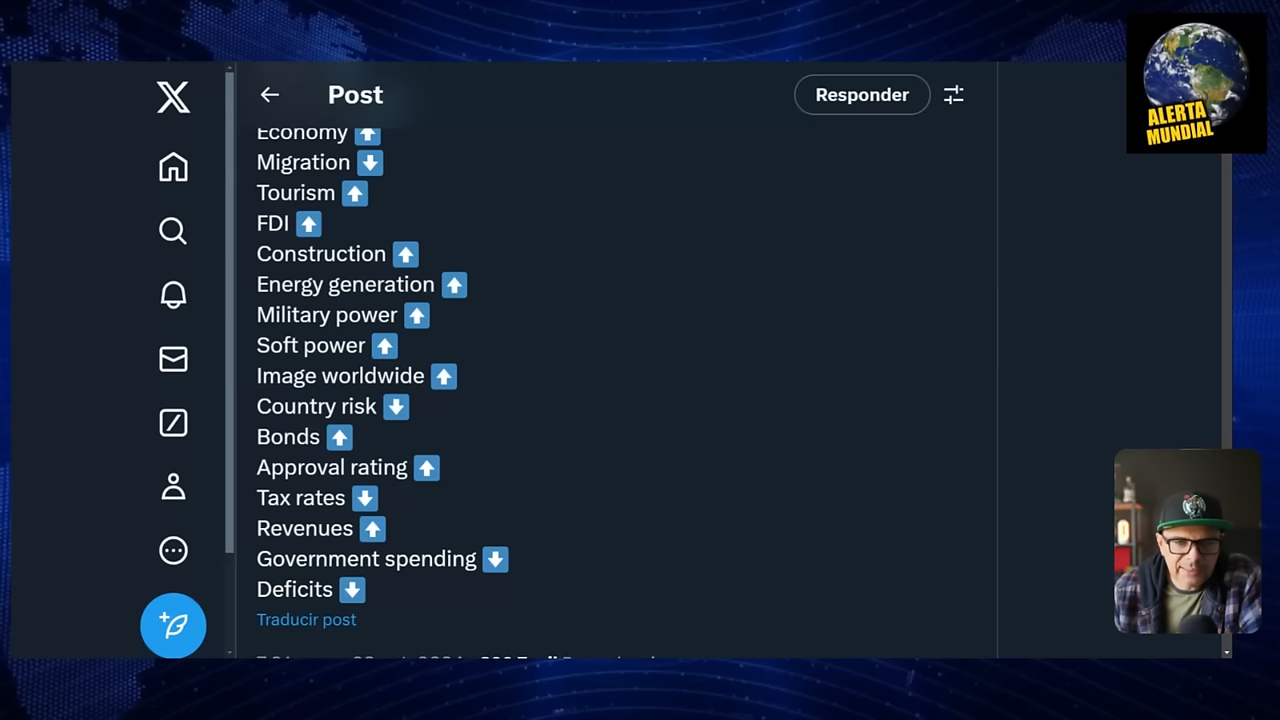 Post
Responder
ALERTA
MUNDIAL
Economy ⬆️
Migration ⬇️
Tourism ⬆️
FDI ⬆️
Construction ⬆️
Energy generation ⬆️
Military power ⬆️
Soft power ⬆️
Image worldwide ⬆️
Country risk ⬇️
Bonds ⬆️
Approval rating ⬆️
Tax rates ⬇️
Revenues ⬆️
Government spending ⬇️
Deficits ⬇️
Traducir post